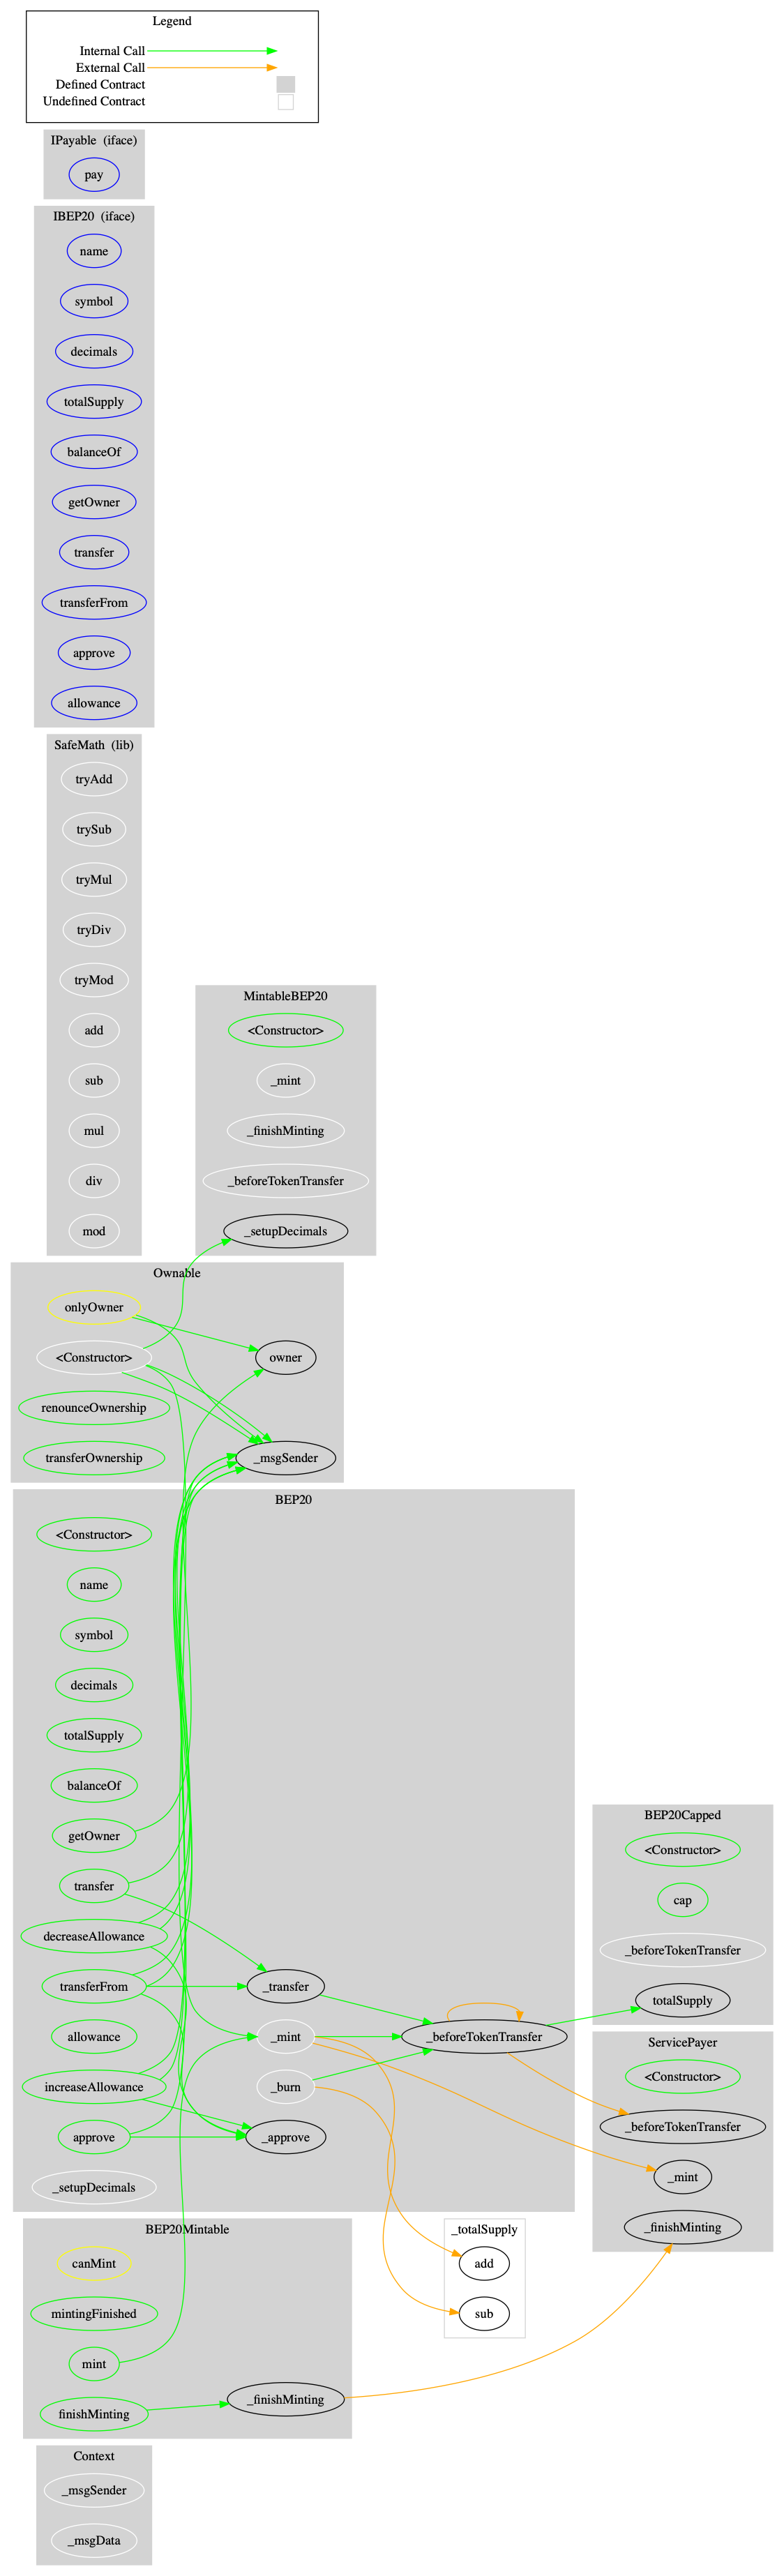 Legend
Internal Call
External Call
Defined Contract
Undefined Contract
IPayable (iface)
pay
IBEP20 (iface)
name
symbol
decimals
totalSupply
balanceOf
getOwner
transfer
transferFrom
approve
allowance
SafeMath (lib)
tryAdd
trySub
tryMul
tryDiv
tryMod
add
sub
mul
div
mod
MintableBEP20
<Constructor>
_mint
_finishMinting
_beforeTokenTransfer
_setupDecimals
Ownable
onlyOwner
<Constructor>
renounceOwnership
transferOwnership
owner
_msgSender
BEP20
<Constructor>
name
symbol
decimals
totalSupply
balanceOf
getOwner
transfer
decreaseAllowance
transferFrom
allowance
increaseAllowance
approve
_setupDecimals
_transfer
_mint
_burn
_approve
_beforeTokenTransfer
BEP20Capped
<Constructor>
cap
_beforeTokenTransfer
totalSupply
ServicePayer
<Constructor>
_beforeTokenTransfer
_mint
_finishMinting
_totalSupply
add
sub
BEP20Mintable
canMint
mintingFinished
mint
finishMinting
_finishMinting
Context
_msgSender
_msgData